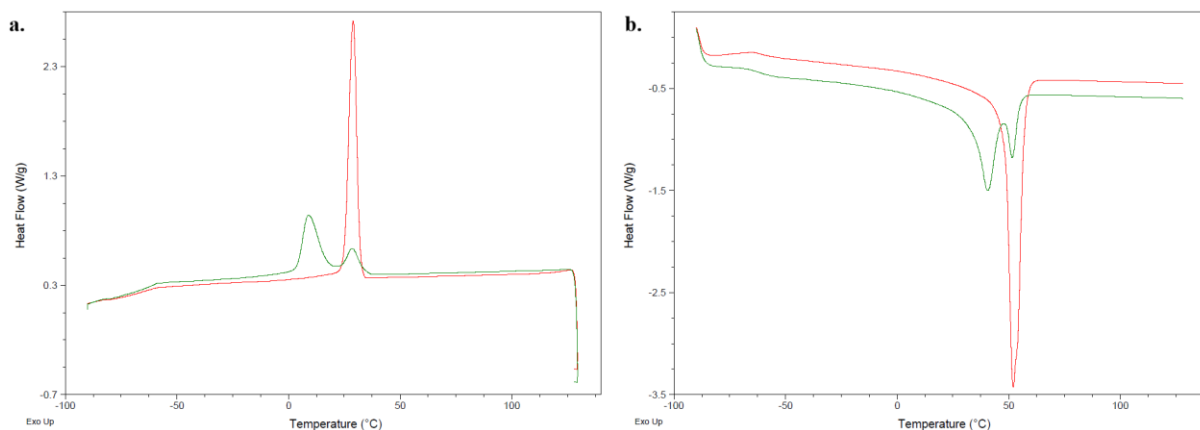 a.
Heat Flow (W/g)
2.3
1.3
0.3
-0.7
-100
-50
0
50
100
Exo Up
Temperature (°C)
b.
Heat Flow (W/g)
-0.5
-1.5
-2.5
-3.5
-100
-50
0
50
100
Exo Up
Temperature (°C)